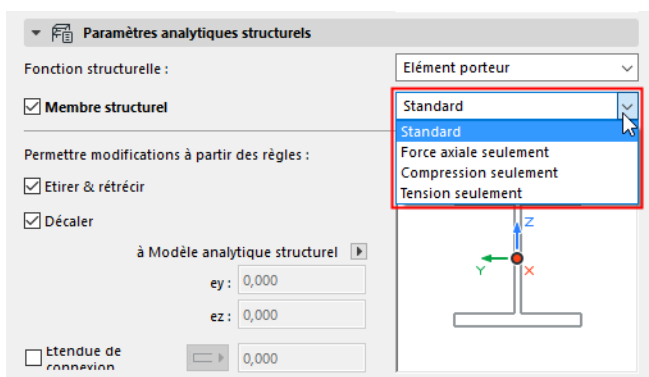 Paramètres analytiques structurels
Fonction structurelle :
Elément porteur
Membre structurel
Standard
Standard
Force axiale seulement
Compression seulement
Tension seulement
Permettre modifications à partir des règles :
Etirer & rétrécir
Décaler
à Modèle analytique structurel
ey : 0,000
ez : 0,000
Z
Y
X
Etendue de
connexion
0,000